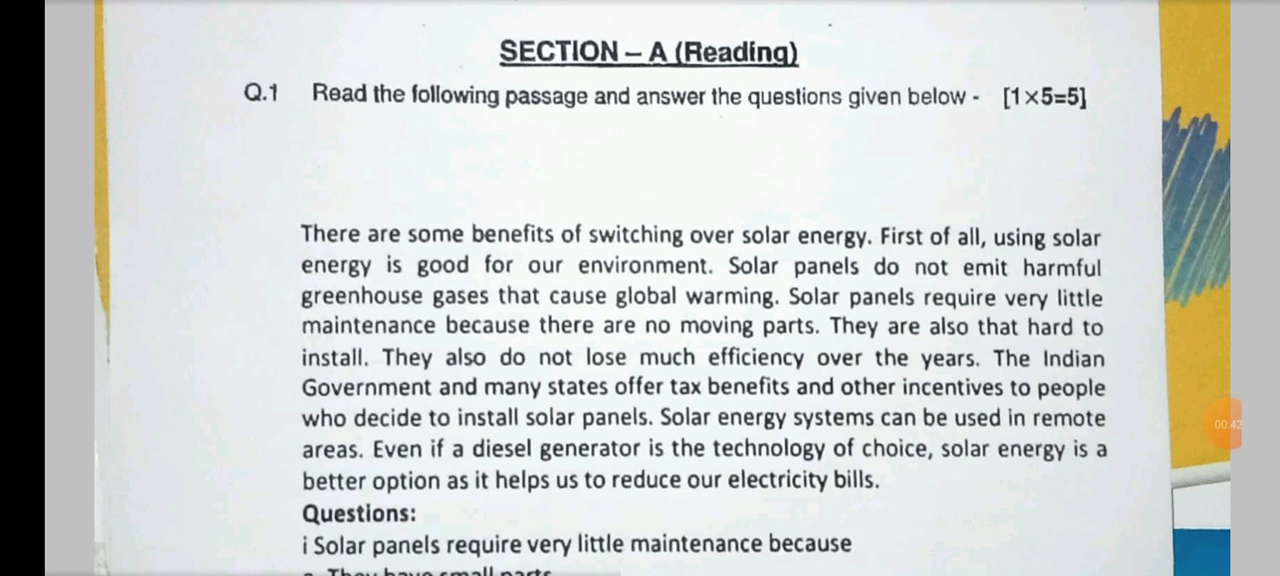 SECTION – A (Reading)
Q.1 Read the following passage and answer the questions given below - [1×5=5]
There are some benefits of switching over solar energy. First of all, using solar
energy is good for our environment. Solar panels do not emit harmful
greenhouse gases that cause global warming. Solar panels require very little
maintenance because there are no moving parts. They are also that hard to
install. They also do not lose much efficiency over the years. The Indian
Government and many states offer tax benefits and other incentives to people
who decide to install solar panels. Solar energy systems can be used in remote
areas. Even if a diesel generator is the technology of choice, solar energy is a
better option as it helps us to reduce our electricity bills.
Questions:
i Solar panels require very little maintenance because
a They have small parts
00:42